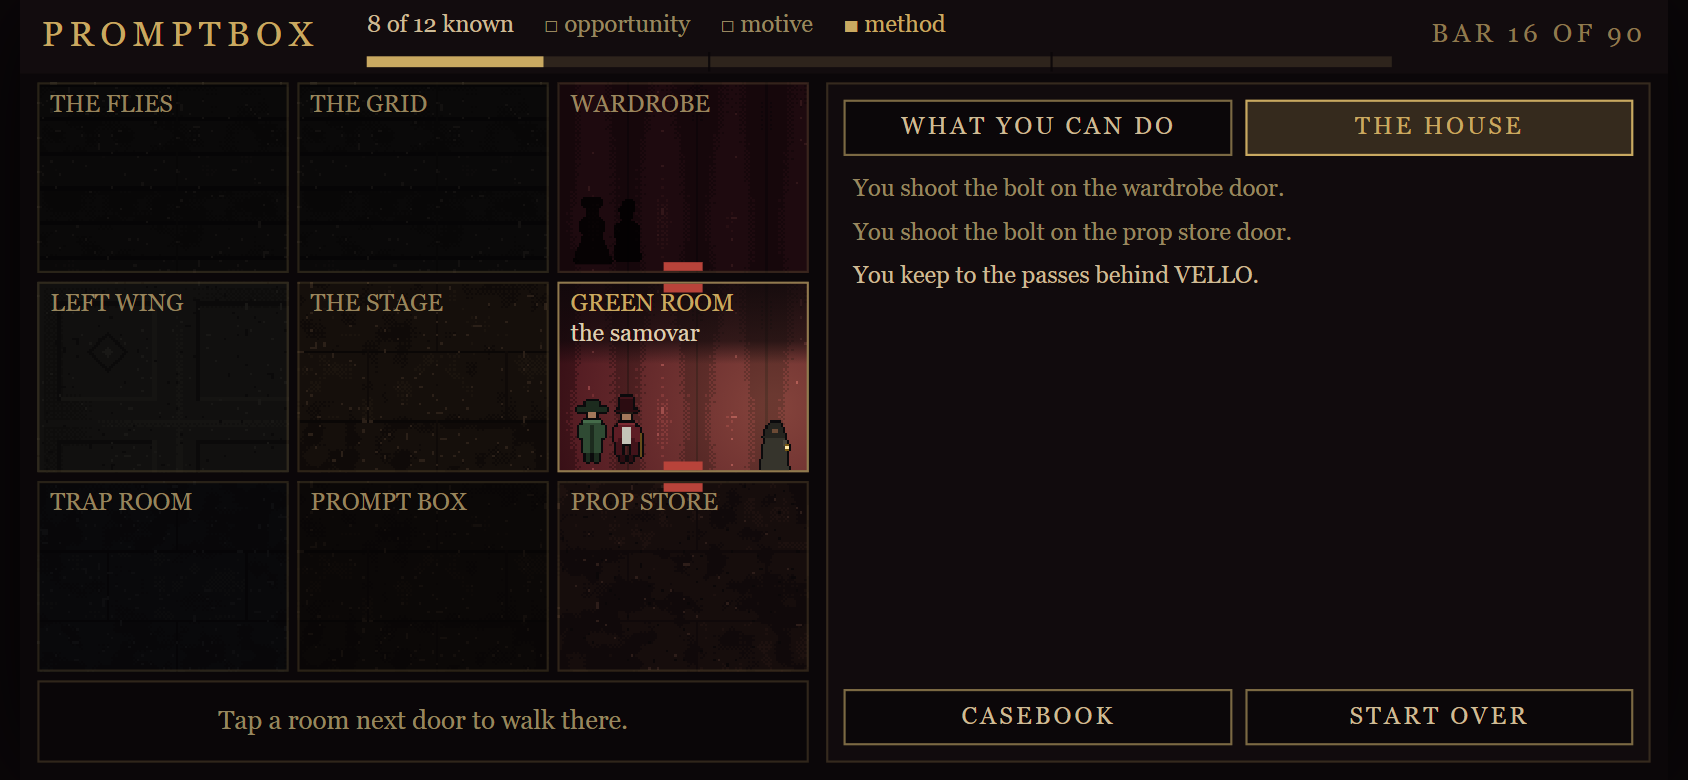 PROMPTBOX
8 of 12 known
opportunity
motive
method
BAR 16 OF 90
THE FLIES
THE GRID
WARDROBE
LEFT WING
THE STAGE
GREEN ROOM
the samovar
TRAP ROOM
PROMPT BOX
PROP STORE
Tap a room next door to walk there.
WHAT YOU CAN DO
THE HOUSE
You shoot the bolt on the wardrobe door.
You shoot the bolt on the prop store door.
You keep to the passes behind VELLO.
CASEBOOK
START OVER